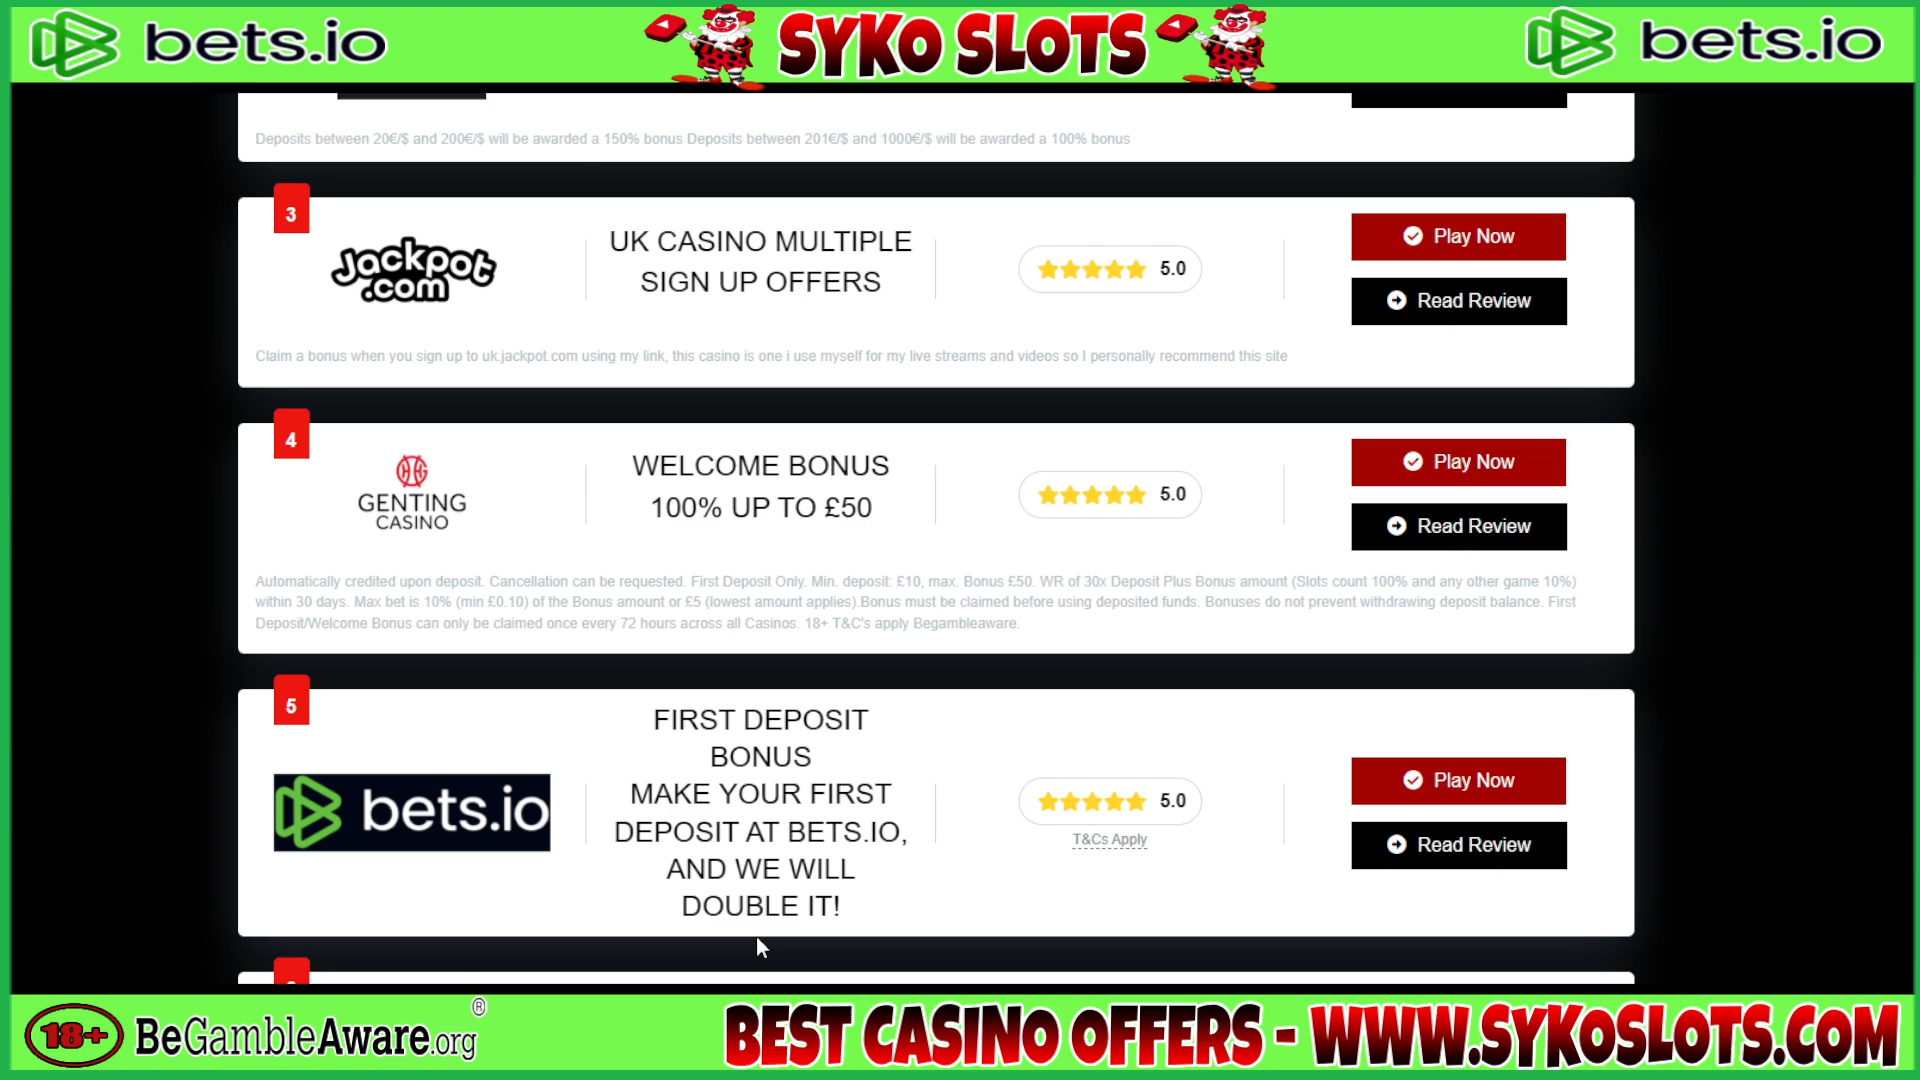 bets.io
SYKO SLOTS
bets.io
Deposits between 20€/$ and 200€/$ will be awarded a 150% bonus Deposits between 201€/$ and 1000€/$ will be awarded a 100% bonus
3
Jackpot
.com
UK CASINO MULTIPLE
SIGN UP OFFERS
5.0
Play Now
Read Review
Claim a bonus when you sign up to uk.jackpot.com using my link, this casino is one i use myself for my live streams and videos so I personally recommend this site
4
GENTING
CASINO
WELCOME BONUS
100% UP TO £50
5.0
Play Now
Read Review
Automatically credited upon deposit. Cancellation can be requested. First Deposit Only. Min. deposit: £10, max. Bonus £50. WR of 30x Deposit Plus Bonus amount (Slots count 100% and any other game 10%)
within 30 days. Max bet is 10% (min £0.10) of the Bonus amount or £5 (lowest amount applies).Bonus must be claimed before using deposited funds. Bonuses do not prevent withdrawing deposit balance. First
Deposit/Welcome Bonus can only be claimed once every 72 hours across all Casinos. 18+ T&C's apply Begambleaware.
5
bets.io
FIRST DEPOSIT
BONUS
MAKE YOUR FIRST
DEPOSIT AT BETS.IO,
AND WE WILL
DOUBLE IT!
5.0
T&Cs Apply
Play Now
Read Review
18+ BeGambleAware.org®
BEST CASINO OFFERS - WWW.SYKOSLOTS.COM